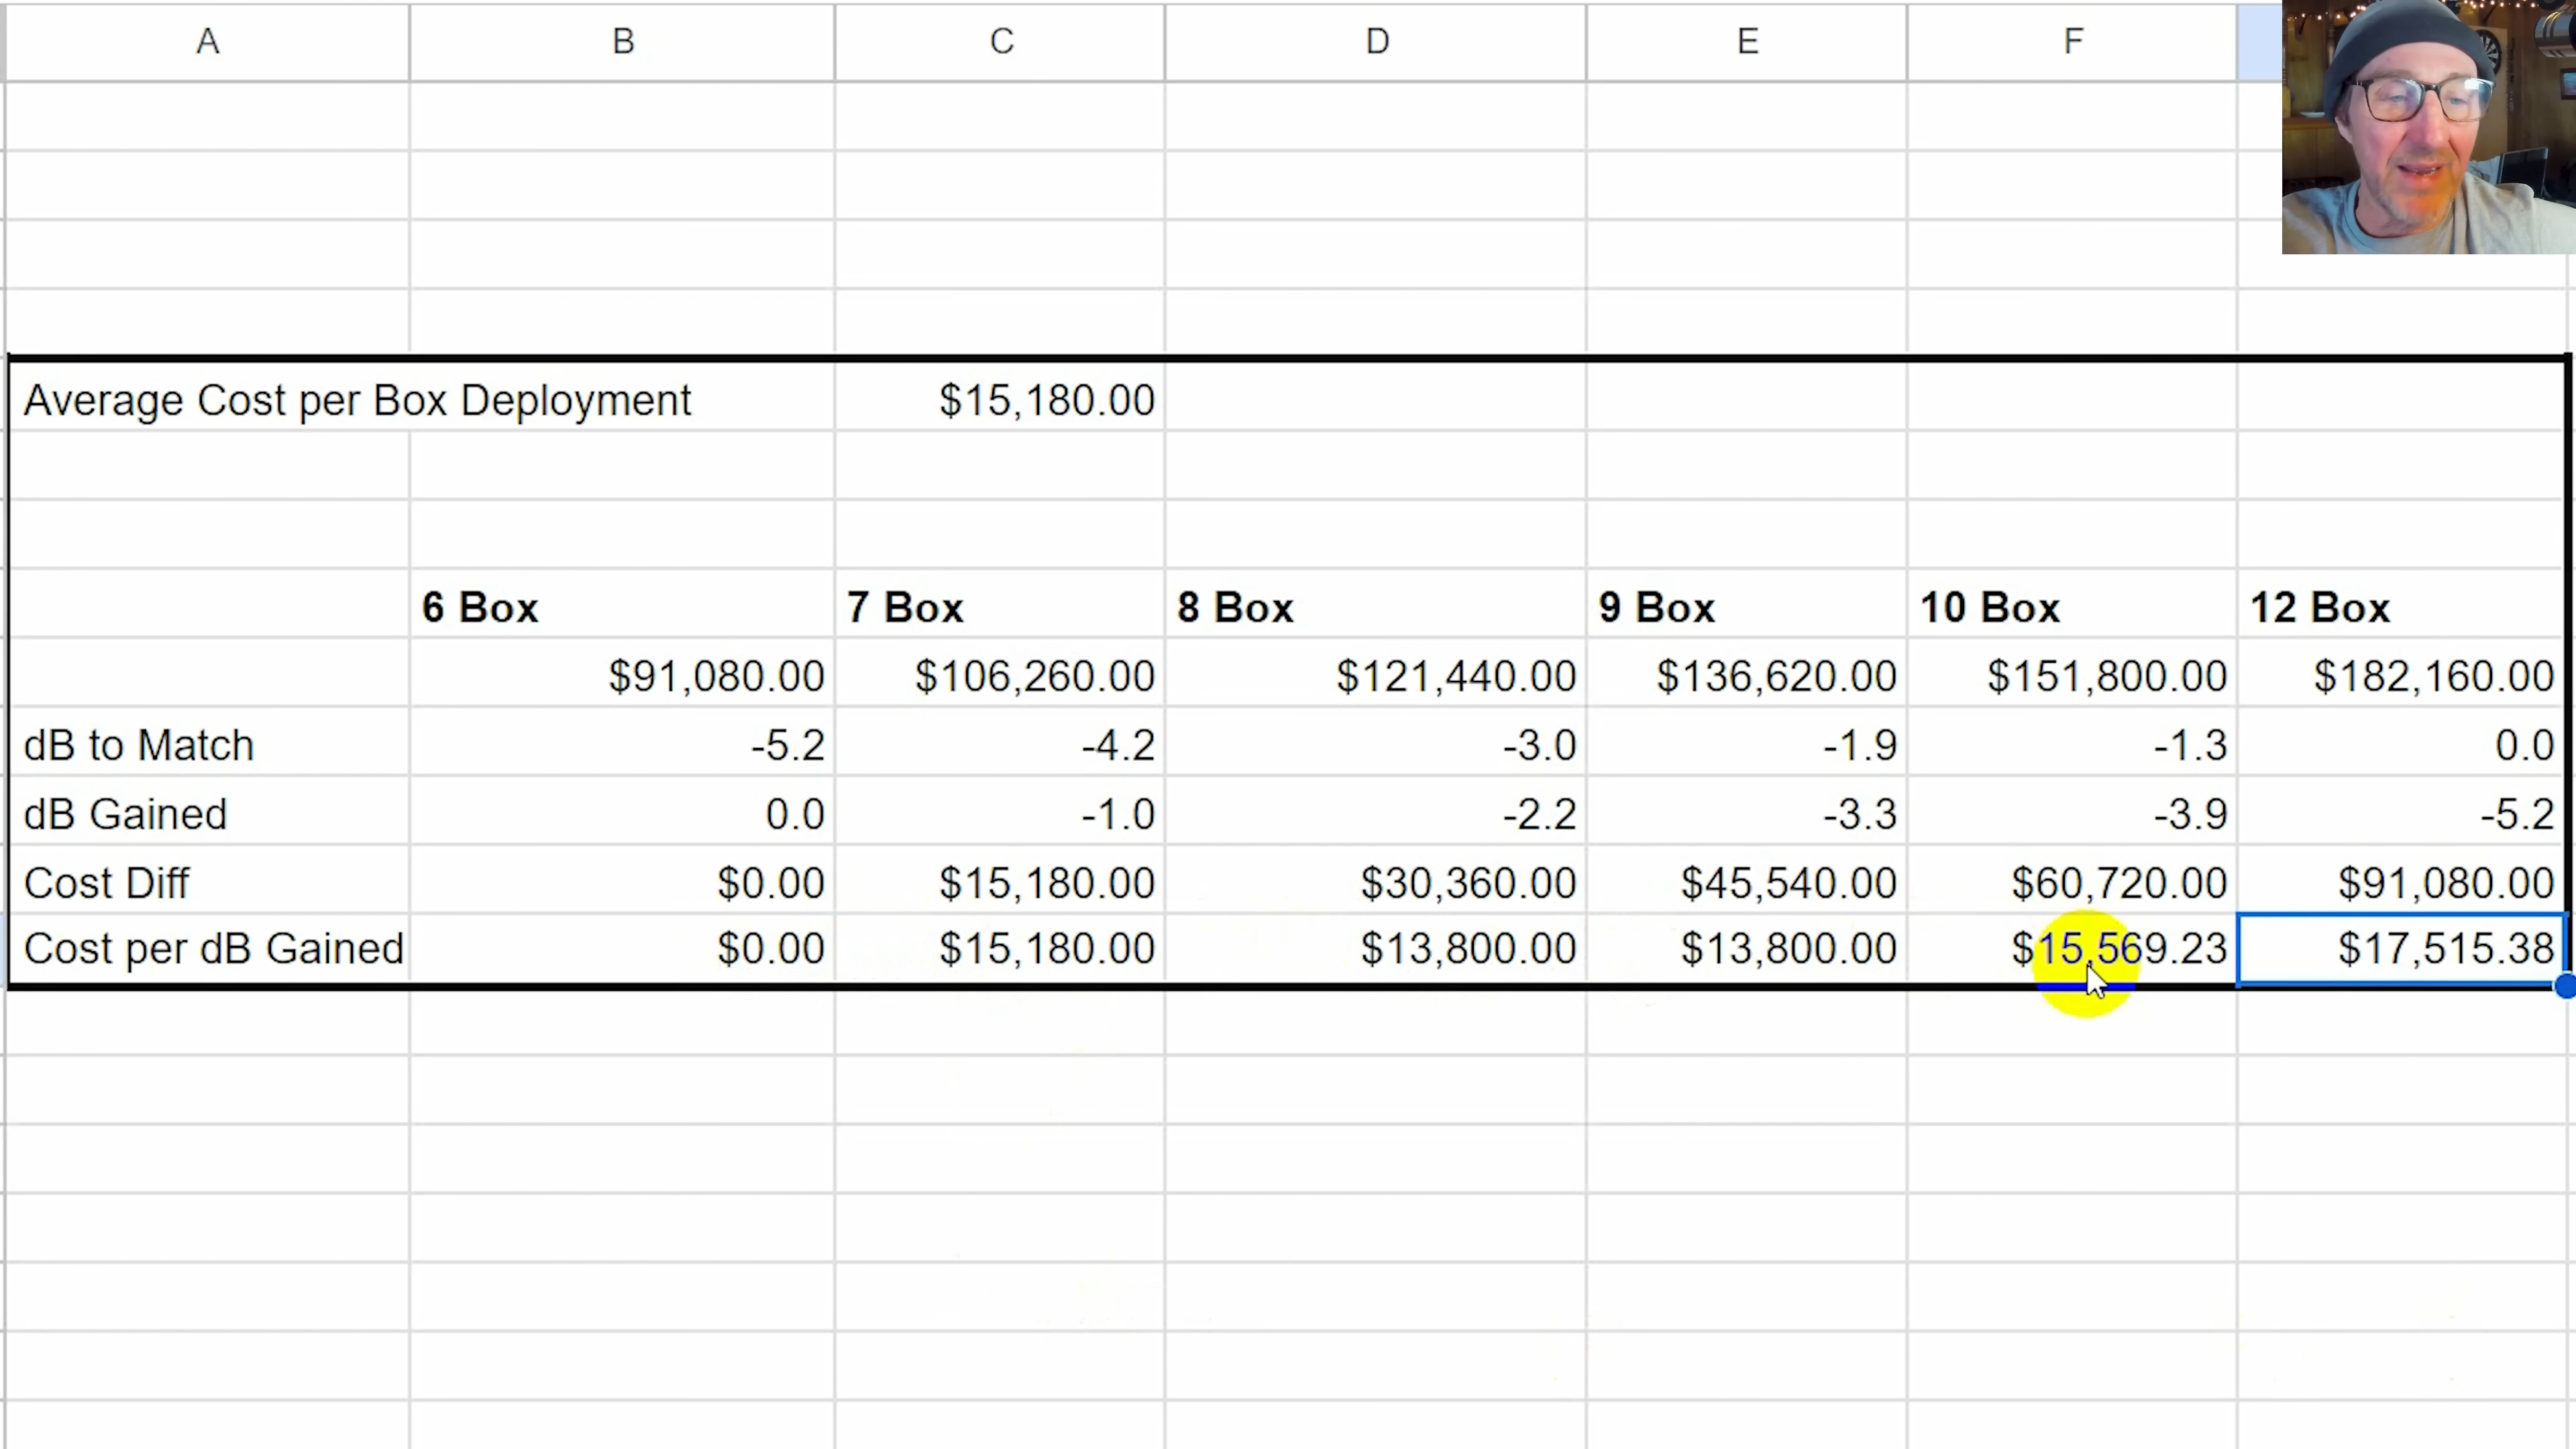 A B C D E F
Average Cost per Box Deployment $15,180.00
6 Box 7 Box 8 Box 9 Box 10 Box 12 Box
$91,080.00 $106,260.00 $121,440.00 $136,620.00 $151,800.00 $182,160.00
dB to Match -5.2 -4.2 -3.0 -1.9 -1.3 0.0
dB Gained 0.0 -1.0 -2.2 -3.3 -3.9 -5.2
Cost Diff $0.00 $15,180.00 $30,360.00 $45,540.00 $60,720.00 $91,080.00
Cost per dB Gained $0.00 $15,180.00 $13,800.00 $13,800.00 $15,569.23 $17,515.38